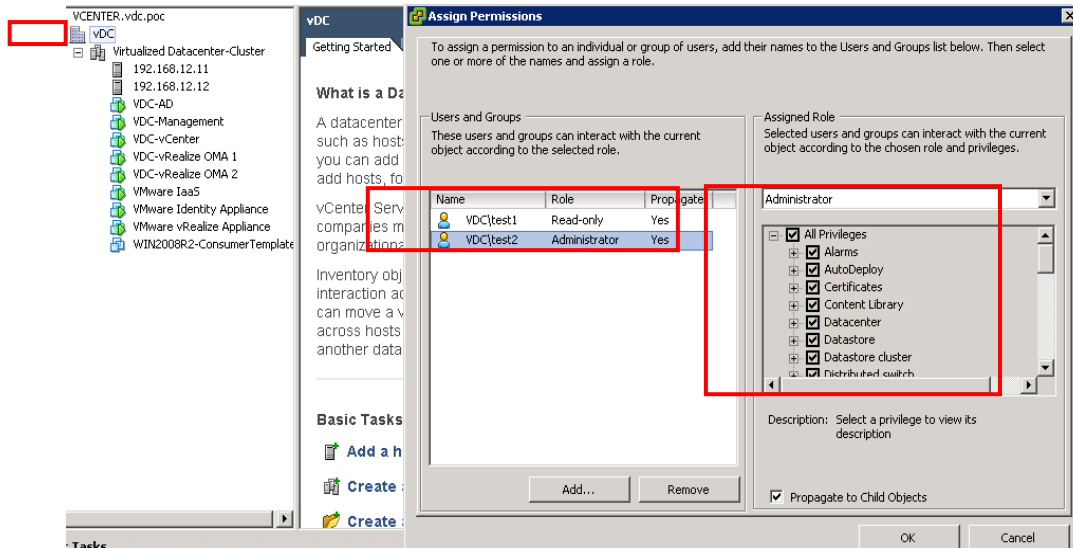 VCENTER.vdc.poc
vDC
Virtualized Datacenter-Cluster
192.168.12.11
192.168.12.12
VDC-AD
VDC-Management
VDC-vCenter
VDC-vRealize OMA 1
VDC-vRealize OMA 2
VMware IaaS
VMware Identity Appliance
VMware vRealize Appliance
WIN2008R2-ConsumerTemplate
vDC
Getting Started
What is a Da
A datacenter
such as host
you can add
add hosts, fo
vCenter Serv
companies m
organizationa
Inventory obj
interaction ac
can move a v
across hosts
another data
Basic Tasks
Add a h
Create
Create
Tasks
Assign Permissions
To assign a permission to an individual or group of users, add their names to the Users and Groups list below. Then select
one or more of the names and assign a role.
Users and Groups
These users and groups can interact with the current
object according to the selected role.
Name Role Propagate
VDC\test1 Read-only Yes
VDC\test2 Administrator Yes
Add... Remove
Assigned Role
Selected users and groups can interact with the current
object according to the chosen role and privileges.
Administrator
All Privileges
Alarms
AutoDeploy
Certificates
Content Library
Datacenter
Datastore
Datastore cluster
Distributed switch
Description: Select a privilege to view its
description
Propagate to Child Objects
OK Cancel